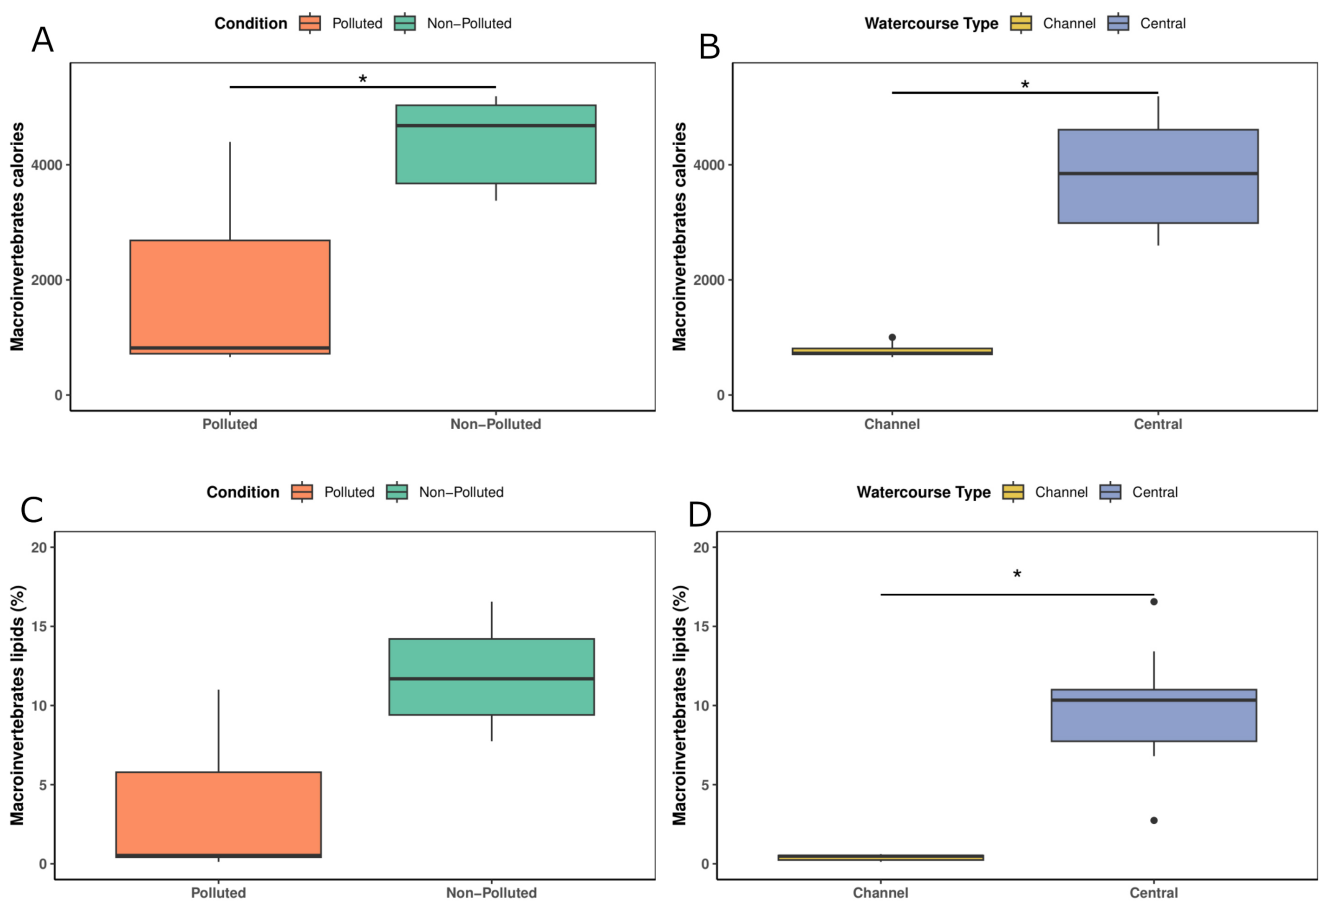 A
Condition Polluted Non−Polluted
Macroinvertebrates calories
*
4000
2000
0
Polluted Non−Polluted
B
Watercourse Type Channel Central
Macroinvertebrates calories
*
4000
2000
0
Channel Central
C
Condition Polluted Non−Polluted
Macroinvertebrates lipids (%)
20
15
10
5
0
Polluted Non−Polluted
D
Watercourse Type Channel Central
Macroinvertebrates lipids (%)
20
*
15
10
5
0
Channel Central